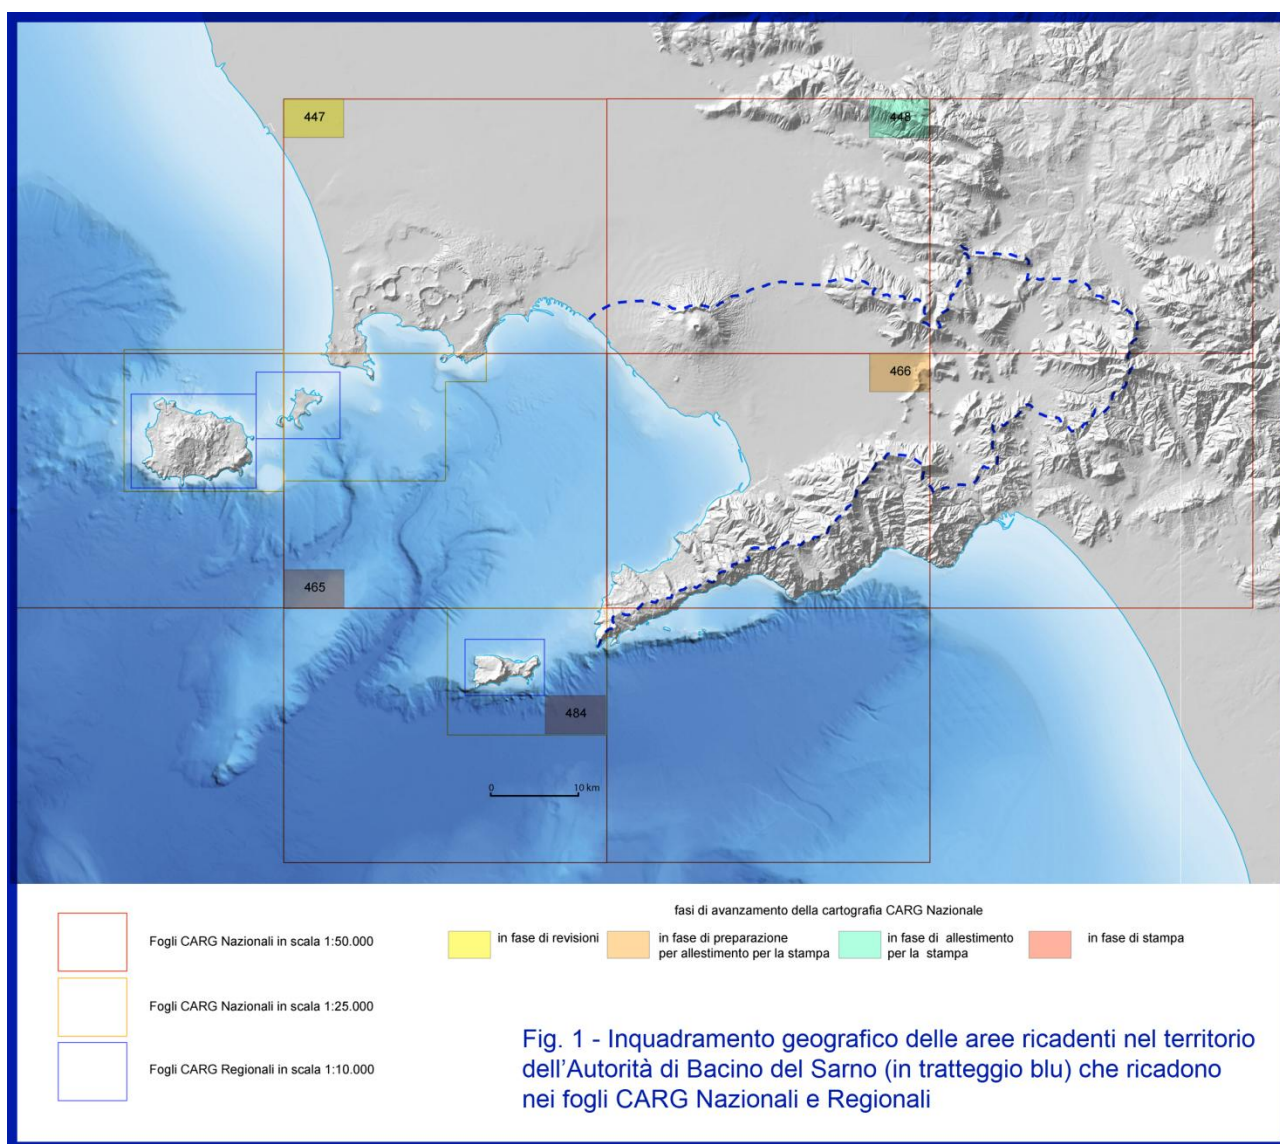 447
448
466
465
484
0 10 km
fasi di avanzamento della cartografia CARG Nazionale
Fogli CARG Nazionali in scala 1:50.000
in fase di revisioni
in fase di preparazione
per allestimento per la stampa
in fase di allestimento
per la stampa
in fase di stampa
Fogli CARG Nazionali in scala 1:25.000
Fogli CARG Regionali in scala 1:10.000
Fig. 1 - Inquadramento geografico delle aree ricadenti nel territorio
dell'Autorità di Bacino del Sarno (in tratteggio blu) che ricadono
nei fogli CARG Nazionali e Regionali